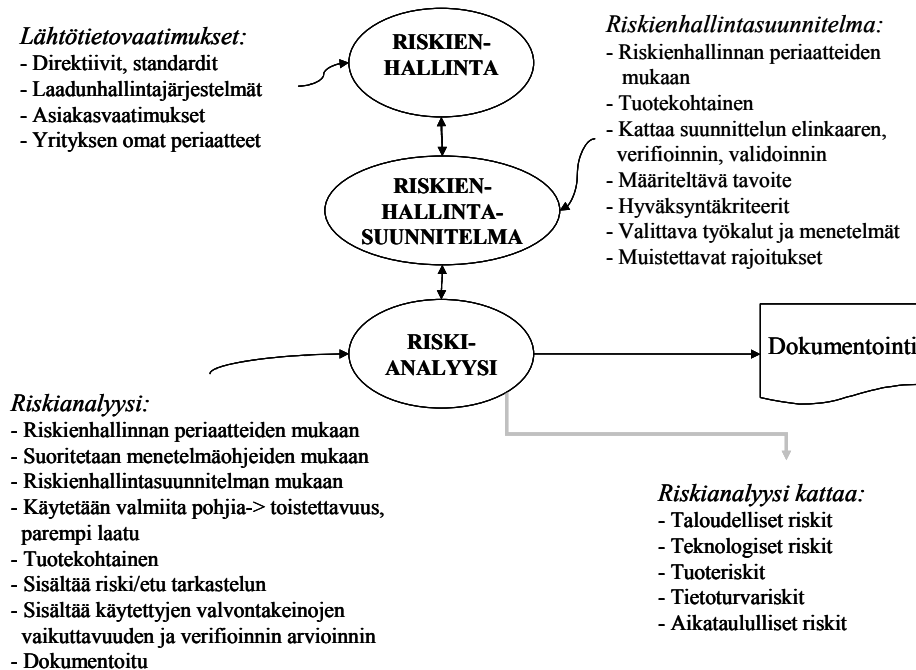 Lähtötietovaatimukset:
- Direktiivit, standardit
- Laadunhallintajärjestelmät
- Asiakasvaatimukset
- Yrityksen omat periaatteet
RISKIEN-
HALLINTA
Riskienhallintasuunnitelma:
- Riskienhallinnan periaatteiden
mukaan
- Tuotekohtainen
- Kattaa suunnittelun elinkaaren,
verifioinnin, validoinnin
- Määriteltävä tavoite
- Hyväksyntäkriteerit
- Valittava työkalut ja menetelmät
- Muistettavat rajoitukset
RISKIEN-
HALLINTA-
SUUNNITELMA
RISKI-
ANALYYSI
Dokumentointi
Riskianalyysi:
- Riskienhallinnan periaatteiden mukaan
- Suoritetaan menetelmäohjeiden mukaan
- Riskienhallintasuunnitelman mukaan
- Käytetään valmiita pohjia-> toistettavuus,
parempi laatu
- Tuotekohtainen
- Sisältää riski/etu tarkastelun
- Sisältää käytettyjen valvontakeinojen
vaikuttavuuden ja verifioinnin arvioinnin
- Dokumentoitu
Riskianalyysi kattaa:
- Taloudelliset riskit
- Teknologiset riskit
- Tuoteriskit
- Tietoturvariskit
- Aikataululliset riskit